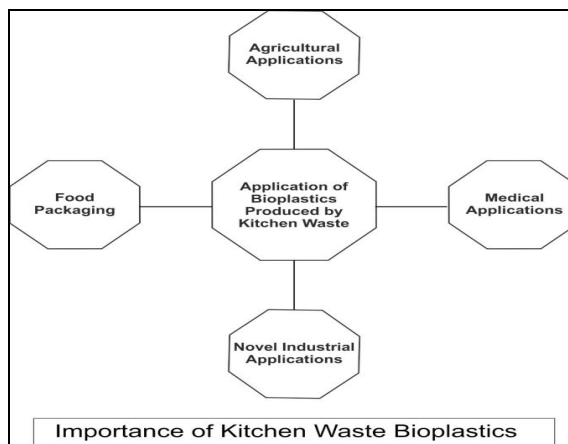 Agricultural
Applications
Food
Packaging
Application of
Bioplastics
Produced by
Kitchen Waste
Medical
Applications
Novel Industrial
Applications
Importance of Kitchen Waste Bioplastics